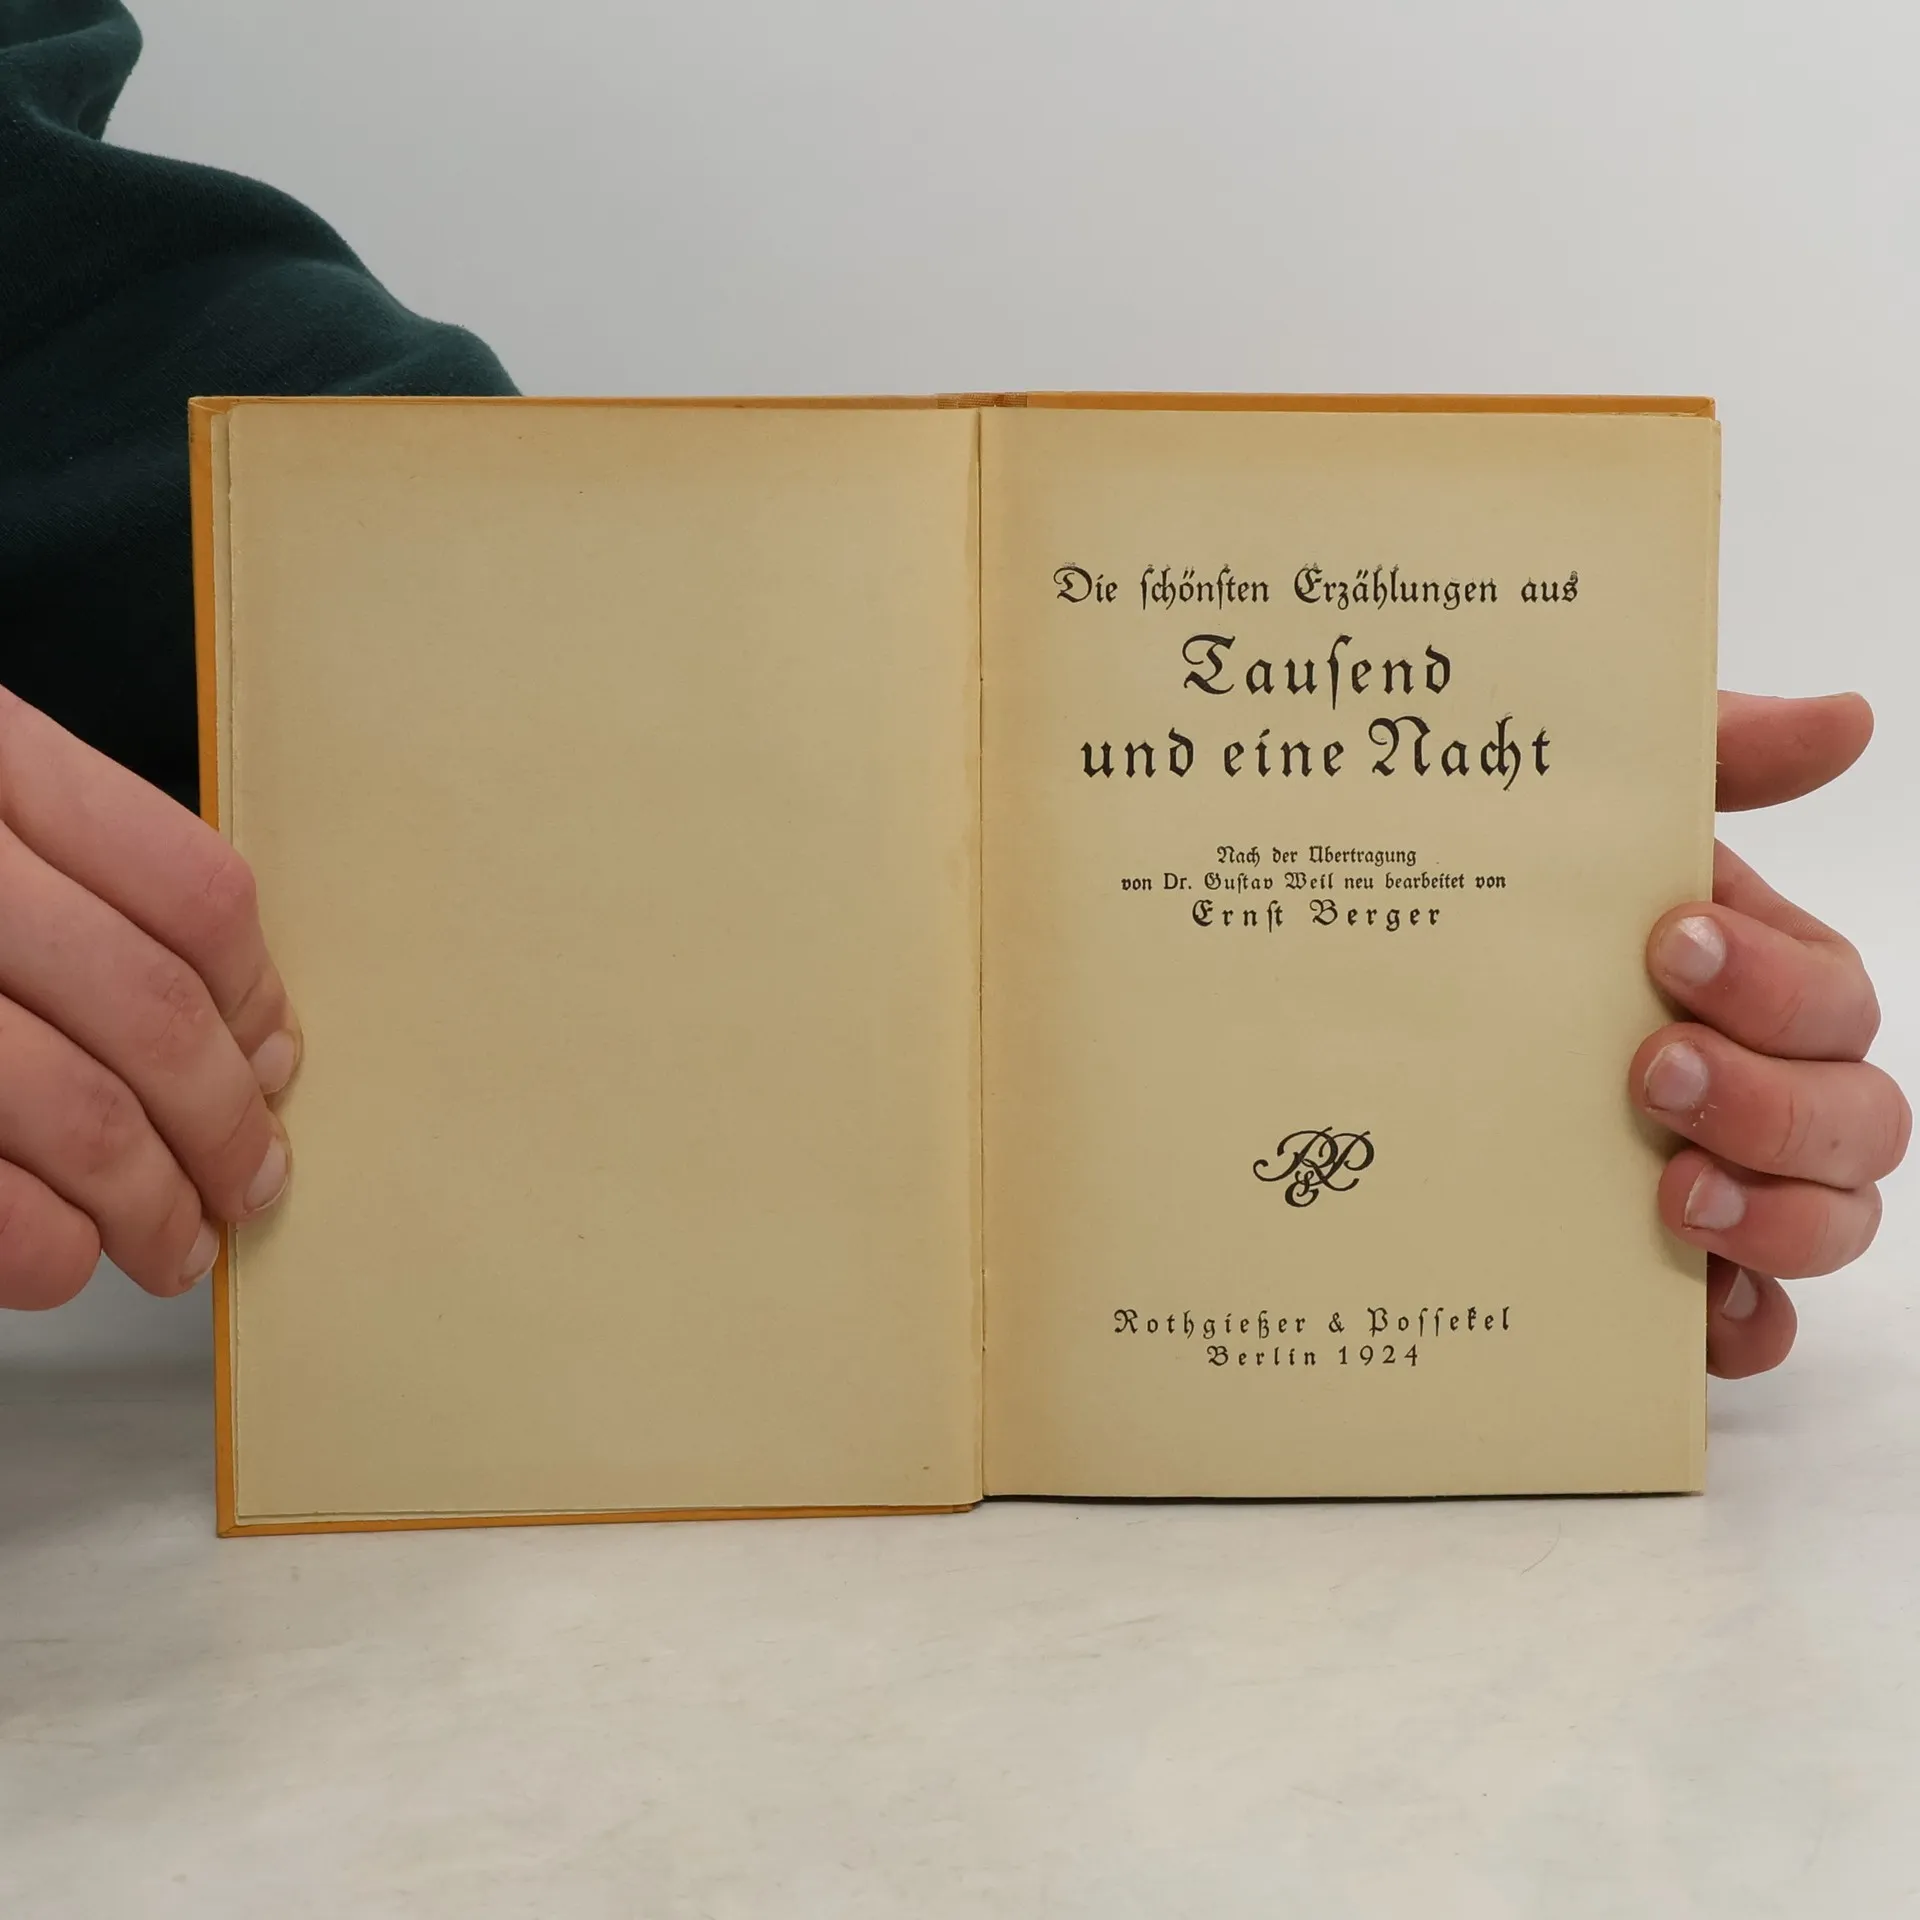 Die ſchönſten Erzählungen aus
Tauſend
und eine Nacht
Nach der Übertragung
von Dr. Guſtav Weil neu bearbeitet von
Ernſt Berger
R&P
Rothgießer & Poſſekel
Berlin 1924